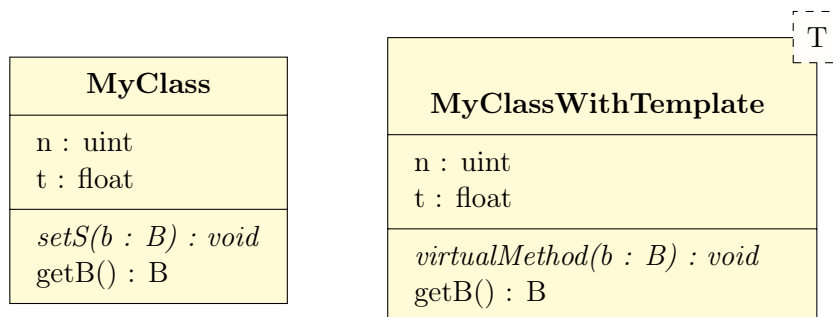 MyClass
n : uint
t : float
setS(b : B) : void
getB() : B
T
MyClassWithTemplate
n : uint
t : float
virtualMethod(b : B) : void
getB() : B